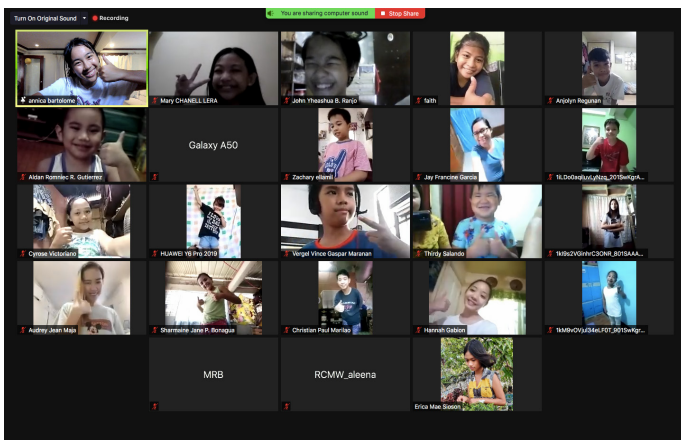 You are sharing computer sound
Stop Share
Turn On Original Sound
Recording
annica bartolome
Mary CHANELL LERA
John Yheashua B. Ranjo
faith
Anjolyn Regunan
Aldan Romniec R. Gutierrez
Galaxy A50
Zachary eliamil
Jay Francine Garcia
Cyrose Victoriano
HUAWEI Y6 Pro 2019
Vergel Vince Gaspar Maranan
Thirdy Salando
Audrey Jean Maja
Sharmaine Jane P. Bonagua
Christian Paul Marilao
Hannah Gabion
MRB
RCMW_aleena
Erica Mae Sioson